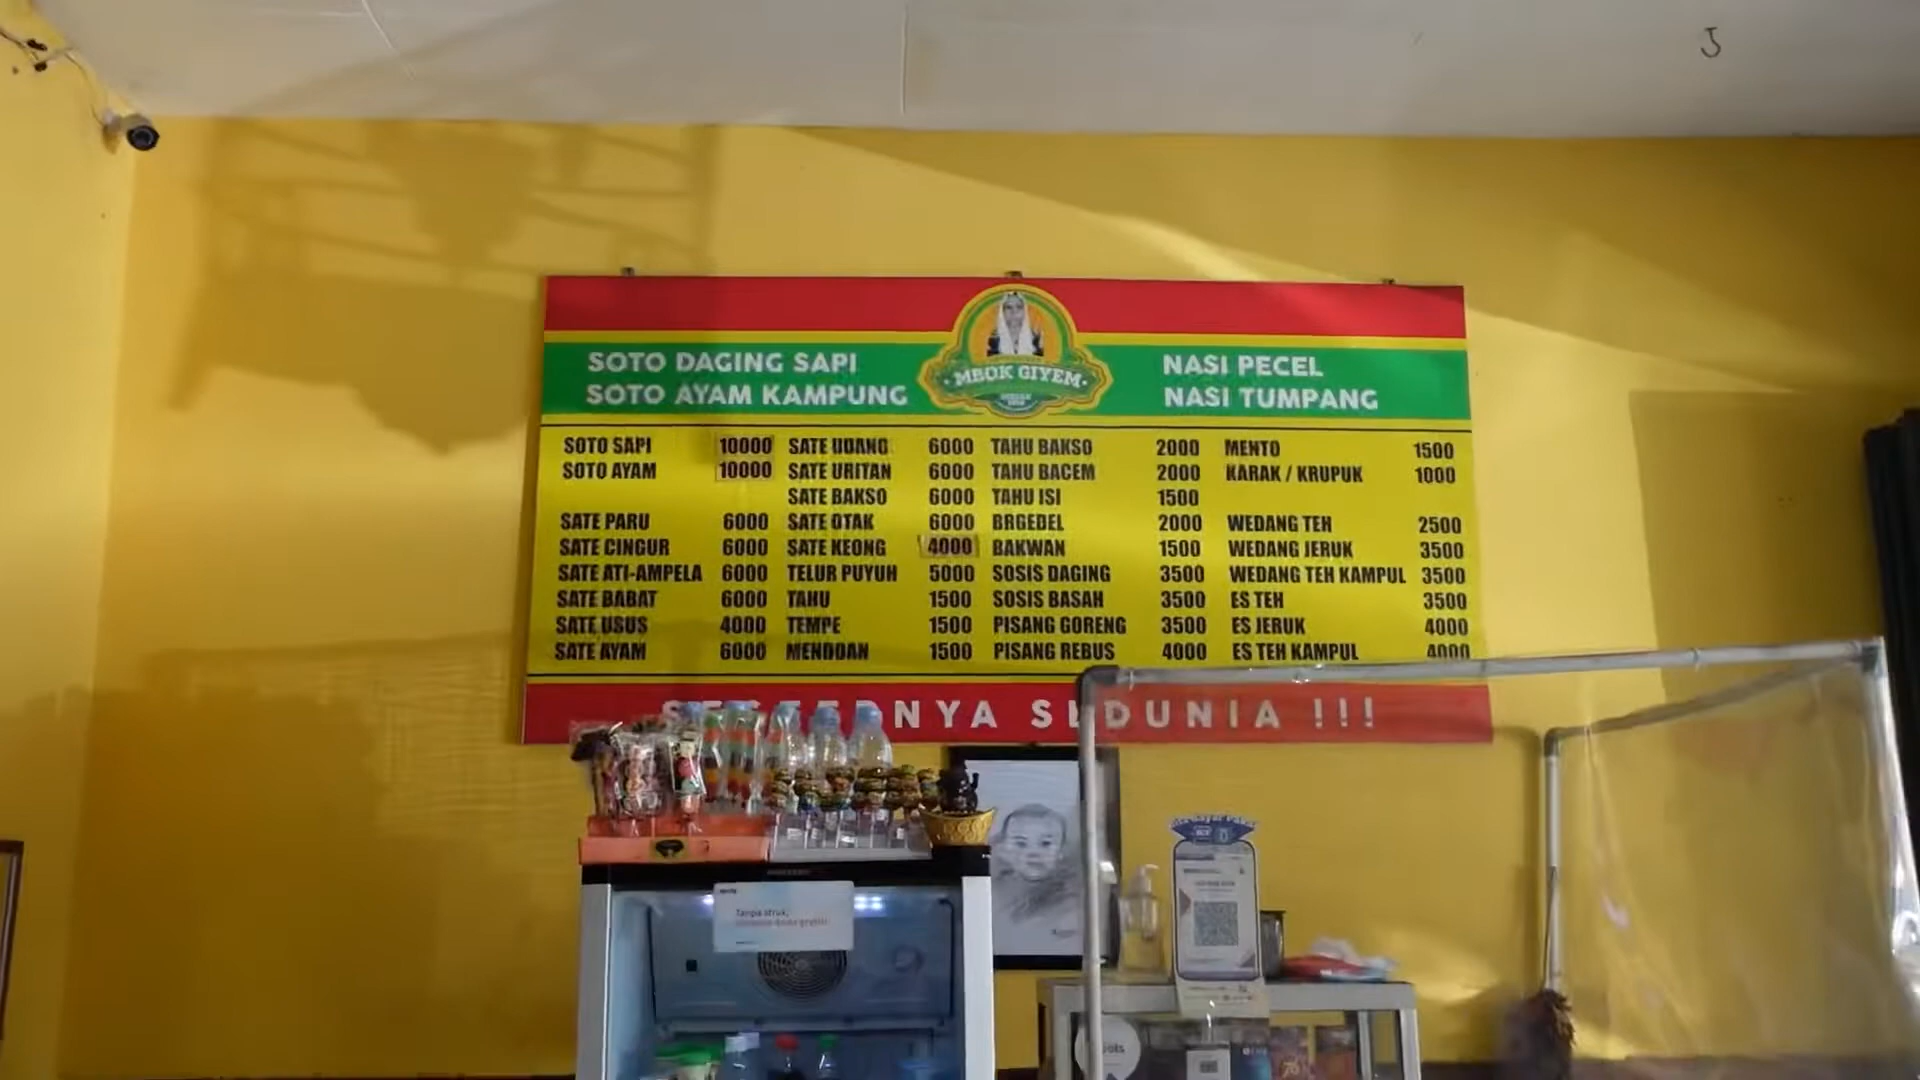 SOTO DAGING SAPI
SOTO AYAM KAMPUNG
MBOK GIYEM
NASI PECEL
NASI TUMPANG
SOTO SAPI 10000
SOTO AYAM 10000
SATE PARU 6000
SATE CINGUR 6000
SATE ATI-AMPELA 6000
SATE BABAT 6000
SATE USUS 4000
SATE AYAM 6000
SATE UDANG 6000
SATE URITAN 6000
SATE BAKSO 6000
SATE OTAK 6000
SATE KEONG 4000
TELUR PUYUH 5000
TAHU 1500
TEMPE 1500
MENDOAN 1500
TAHU BAKSO 2000
TAHU BACEM 2000
TAHU ISI 1500
BRGEDEL 2000
BAKWAN 1500
SOSIS DAGING 3500
SOSIS BASAH 3500
PISANG GORENG 3500
PISANG REBUS 4000
MENTO 1500
KARAK / KRUPUK 1000
WEDANG TEH 2500
WEDANG JERUK 3500
WEDANG TEH KAMPUL 3500
ES TEH 3500
ES JERUK 4000
ES TEH KAMPUL 4000
SEDUNIA !!!
Tanpa struk,